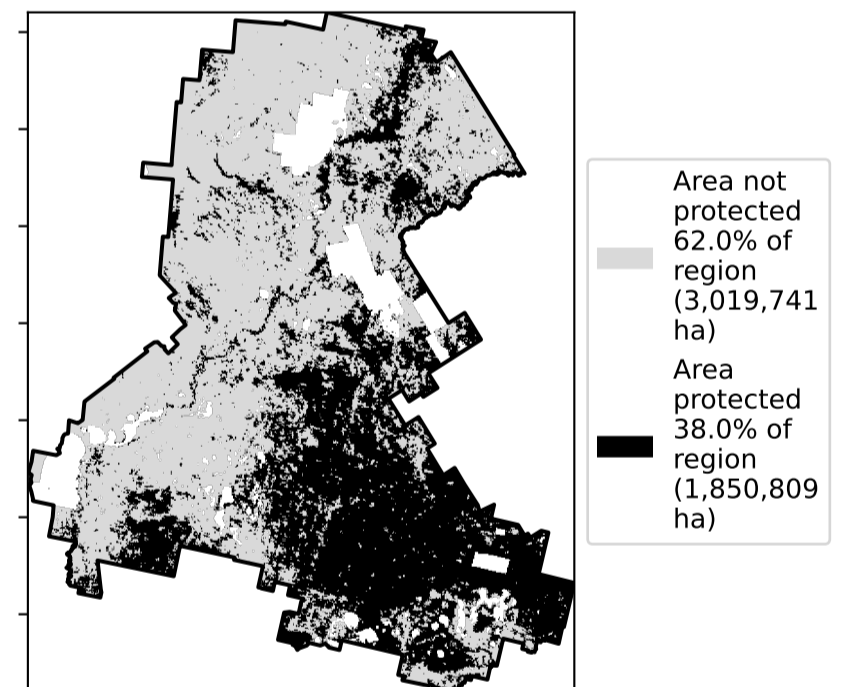 Area not
protected
62.0% of
region
(3,019,741
ha)
Area
protected
38.0% of
region
(1,850,809
ha)